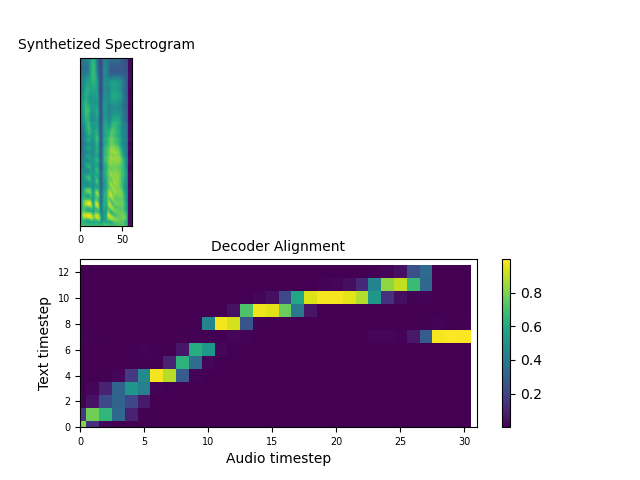 Synthetized Spectrogram
0 50
Decoder Alignment
12
10
8
6
4
2
0
Text timestep
0 5 10 15 20 25 30
Audio timestep
0.8
0.6
0.4
0.2